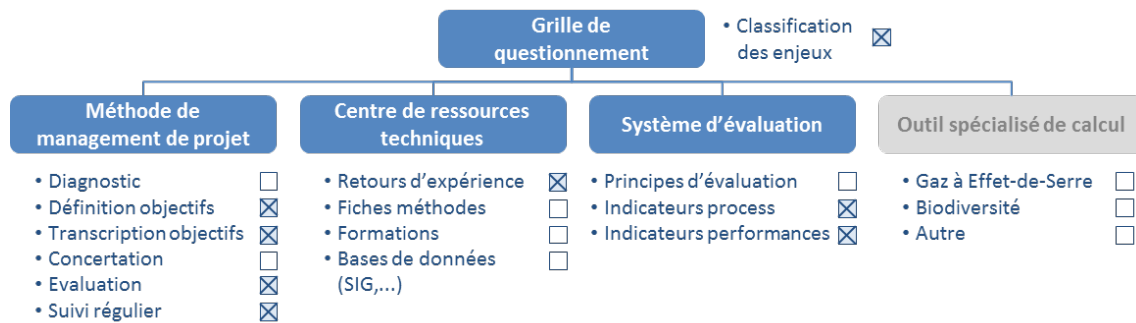 Grille de
questionnement
• Classification
des enjeux
Méthode de
management de projet
• Diagnostic
• Définition objectifs
• Transcription objectifs
• Concertation
• Evaluation
• Suivi régulier
Centre de ressources
techniques
• Retours d'expérience
• Fiches méthodes
• Formations
• Bases de données
(SIG,...)
Système d'évaluation
• Principes d'évaluation
• Indicateurs process
• Indicateurs performances
Outil spécialisé de calcul
• Gaz à Effet-de-Serre
• Biodiversité
• Autre